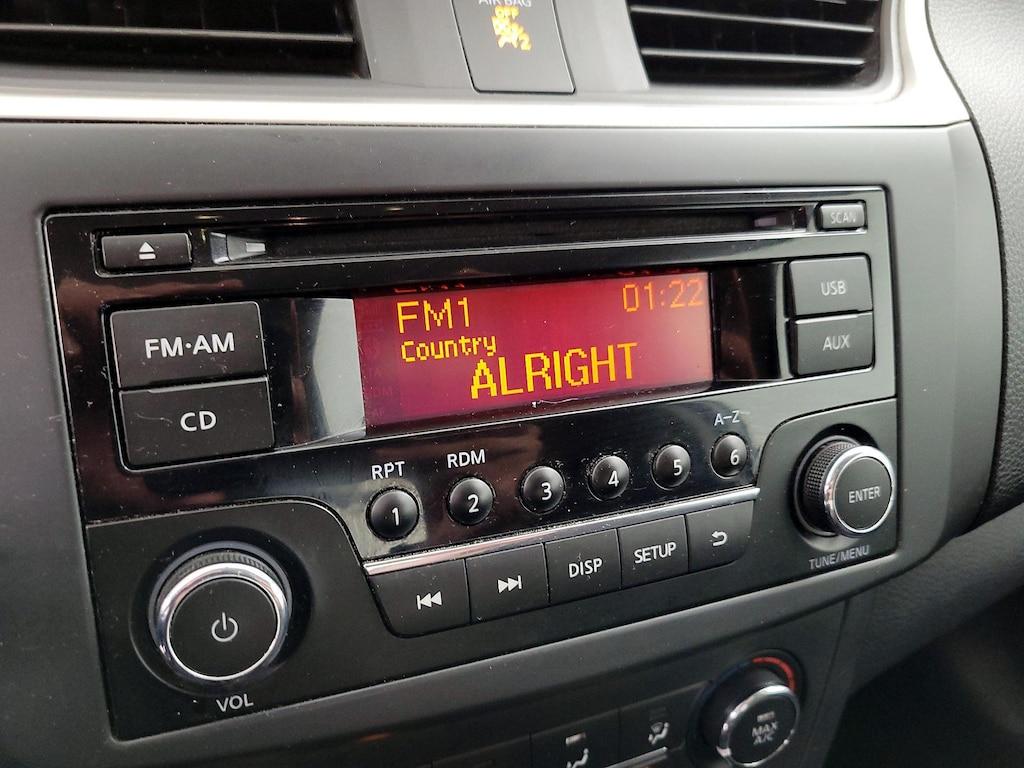 AIR BAG
OFF
SCAN
FM1
01:22
Country
ALRIGHT
USB
AUX
FM·AM
CD
RPT
RDM
A–Z
1
2
3
4
5
6
ENTER
TUNE/MENU
DISP
SETUP
VOL
MAX
A/C